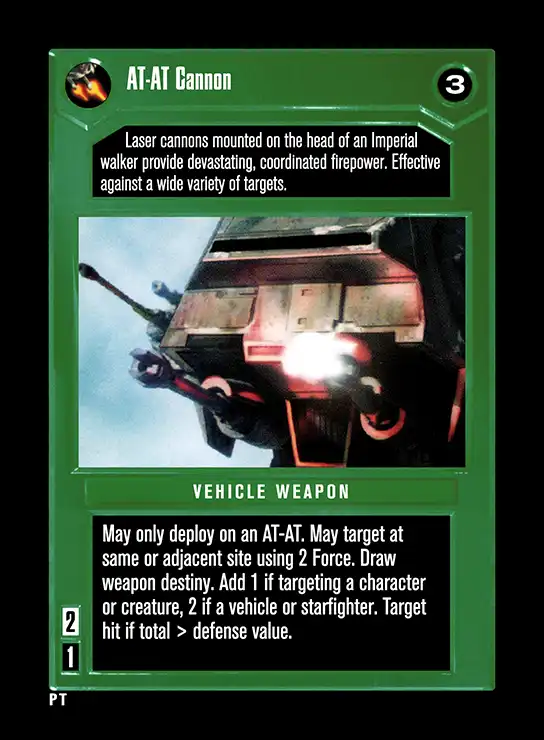 AT-AT Cannon
3
Laser cannons mounted on the head of an Imperial
walker provide devastating, coordinated firepower. Effective
against a wide variety of targets.
VEHICLE WEAPON
May only deploy on an AT-AT. May target at
same or adjacent site using 2 Force. Draw
weapon destiny. Add 1 if targeting a character
or creature, 2 if a vehicle or starfighter. Target
hit if total > defense value.
2
1
PT